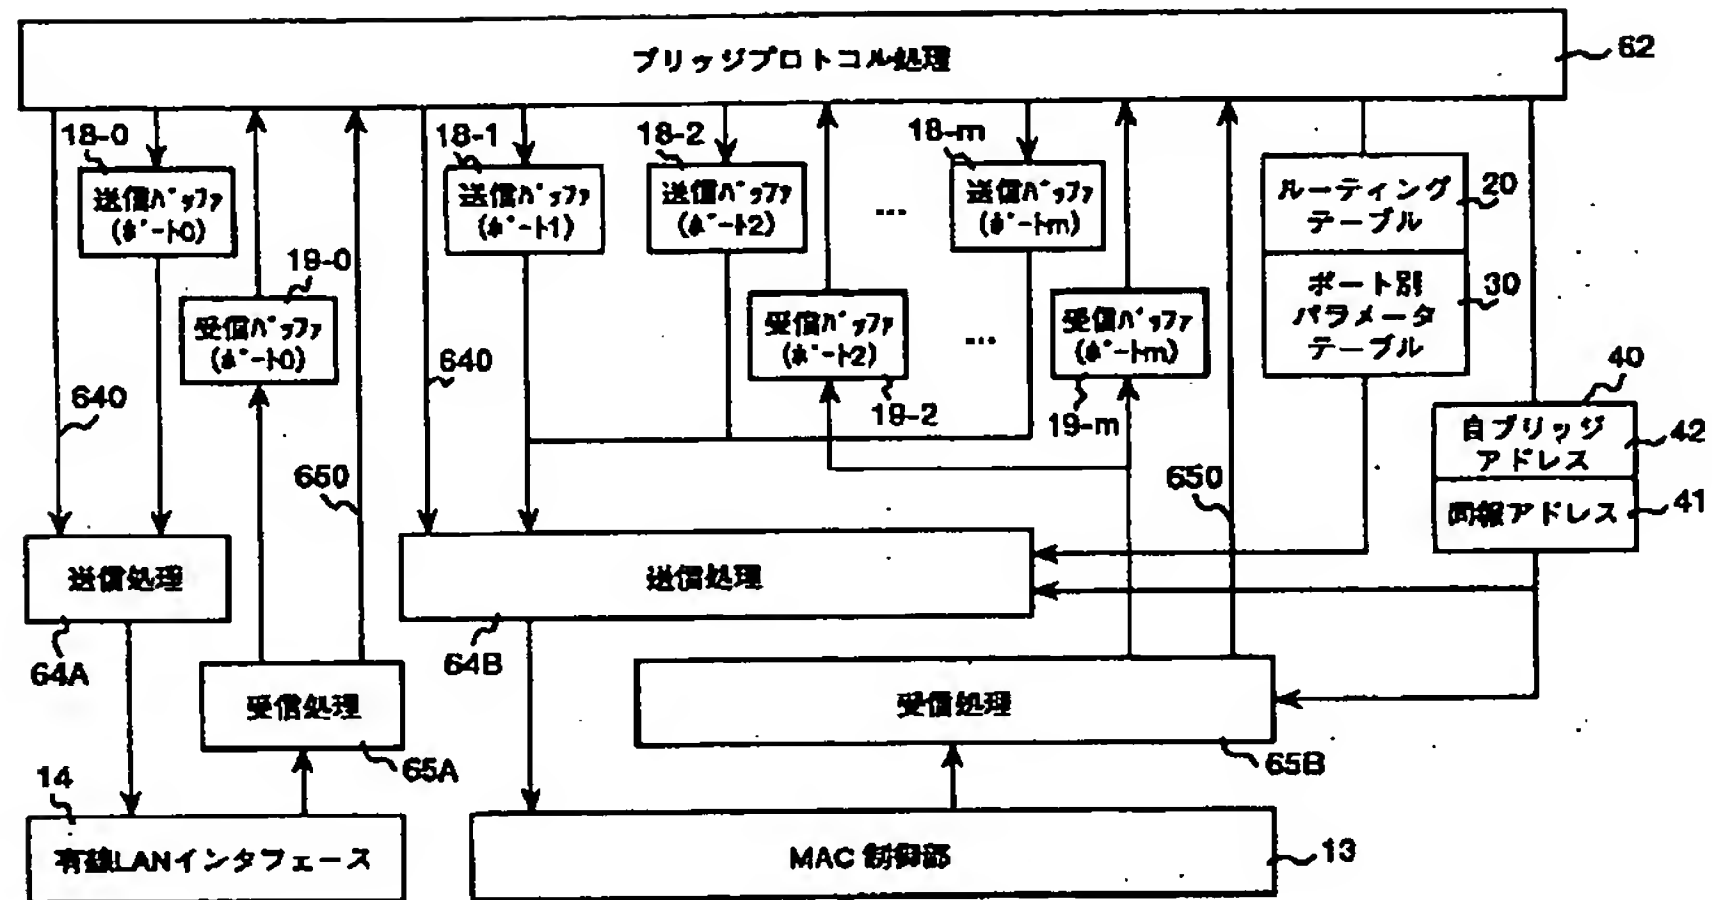 ブリッジプロトコル処理
62
18-0
18-1
18-2
18-m
送信バッファ
(ポート0)
送信バッファ
(ポート1)
送信バッファ
(ポート2)
...
送信バッファ
(ポートm)
ルーティング
テーブル
20
19-0
受信バッファ
(ポート0)
受信バッファ
(ポート2)
...
受信バッファ
(ポートm)
ポート別
パラメータ
テーブル
30
640
640
19-2
19-m
40
自ブリッジ
アドレス
42
650
650
同報アドレス
41
送信処理
送信処理
64A
64B
受信処理
受信処理
65A
65B
14
有線LANインタフェース
MAC 制御部
13